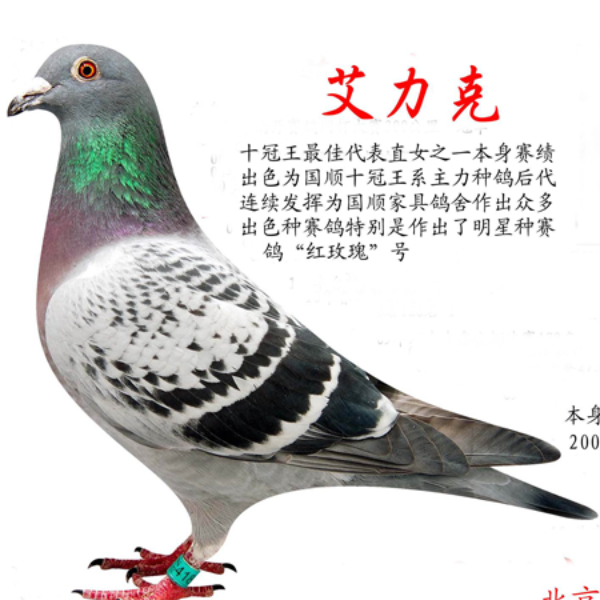 艾力克
十冠王最佳代表直女之一本身赛绩
出色为国顺十冠王系主力种鸽后代
连续发挥为国顺家具鸽舍作出众多
出色种赛鸽特别是作出了明星种赛
鸽“红玫瑰”号
本身
200
41
北京